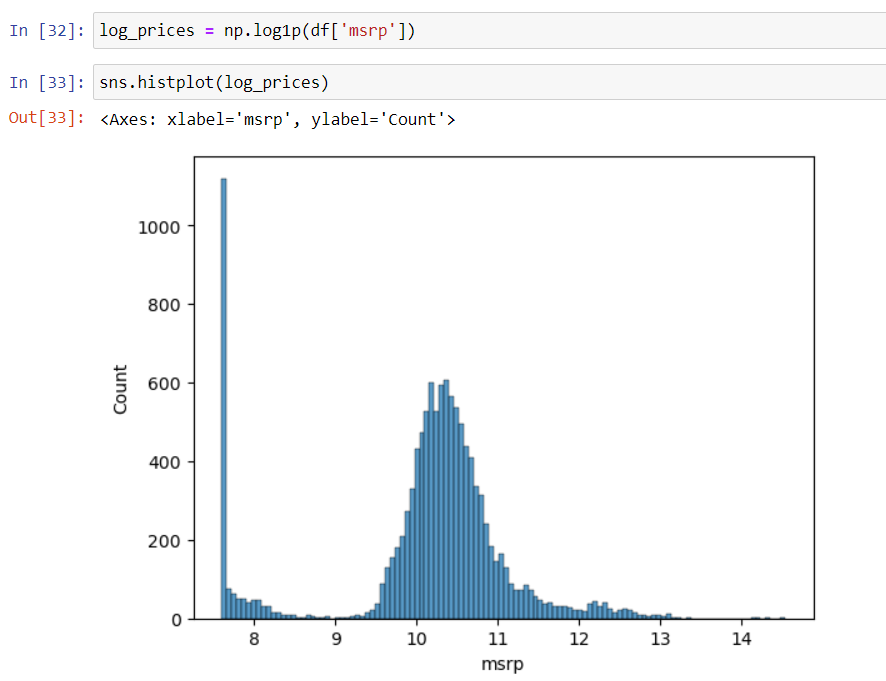 In [32]: log_prices = np.log1p(df['msrp'])
In [33]: sns.histplot(log_prices)
Out[33]: <Axes: xlabel='msrp', ylabel='Count'>
1000
800
600
400
200
0
Count
8 9 10 11 12 13 14
msrp